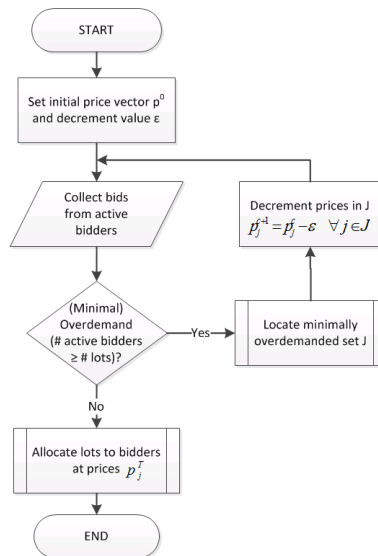 START
Set initial price vector p⁰
and decrement value ε
Collect bids
from active
bidders
Decrement prices in J
p_j^{t+1} = p_j^t − ε ∀ j ∈ J
(Minimal)
Overdemand
(# active bidders
≥ # lots)?
Yes
Locate minimally
overdemanded set J
No
Allocate lots to bidders
at prices p_j^T
END